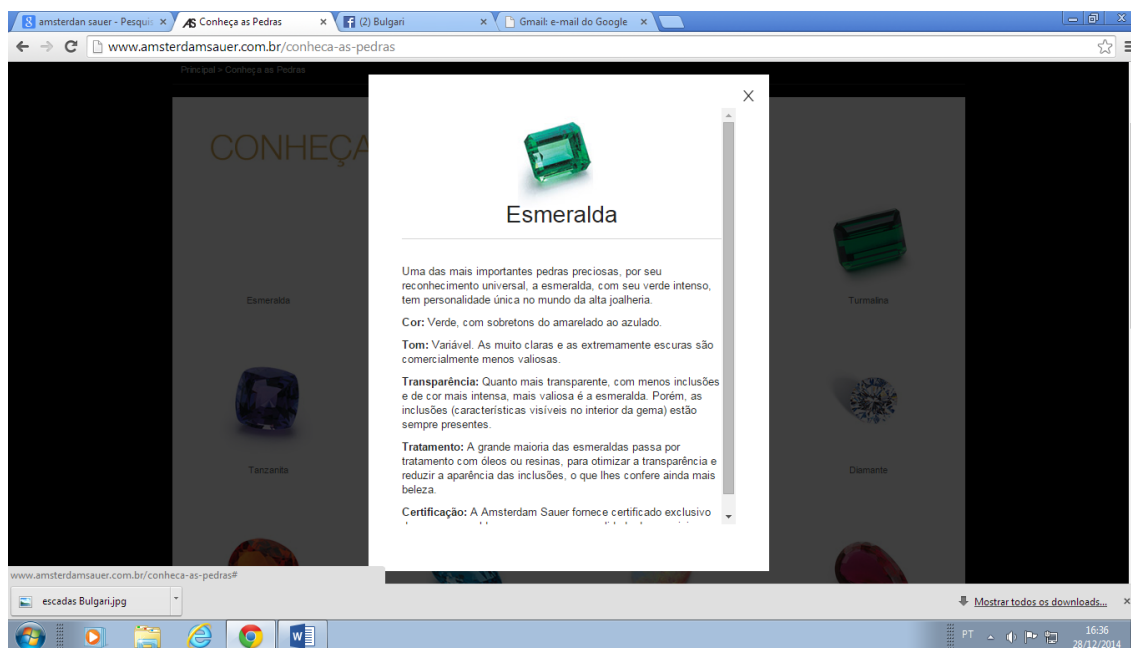 amsterdan sauer - Pesqui
Conheça as Pedras
(2) Bulgari
Gmail: e-mail do Google
www.amsterdamsauer.com.br/conheca-as-pedras
Principal > Conheça as Pedras
CONHEÇA
Esmeralda
Uma das mais importantes pedras preciosas, por seu
reconhecimento universal, a esmeralda, com seu verde intenso,
tem personalidade única no mundo da alta joalheria.
Cor: Verde, com sobretons do amarelado ao azulado.
Tom: Variável. As muito claras e as extremamente escuras são
comercialmente menos valiosas.
Transparência: Quanto mais transparente, com menos inclusões
e de cor mais intensa, mais valiosa é a esmeralda. Porém, as
inclusões (características visíveis no interior da gema) estão
sempre presentes.
Tratamento: A grande maioria das esmeraldas passa por
tratamento com óleos ou resinas, para otimizar a transparência e
reduzir a aparência das inclusões, o que lhes confere ainda mais
beleza.
Certificação: A Amsterdam Sauer fornece certificado exclusivo
Esmeralda
Turmalina
Tanzanita
Diamante
www.amsterdamsauer.com.br/conheca-as-pedras#
escadas Bulgari.jpg
Mostrar todos os downloads...
PT
16:36
28/12/2014